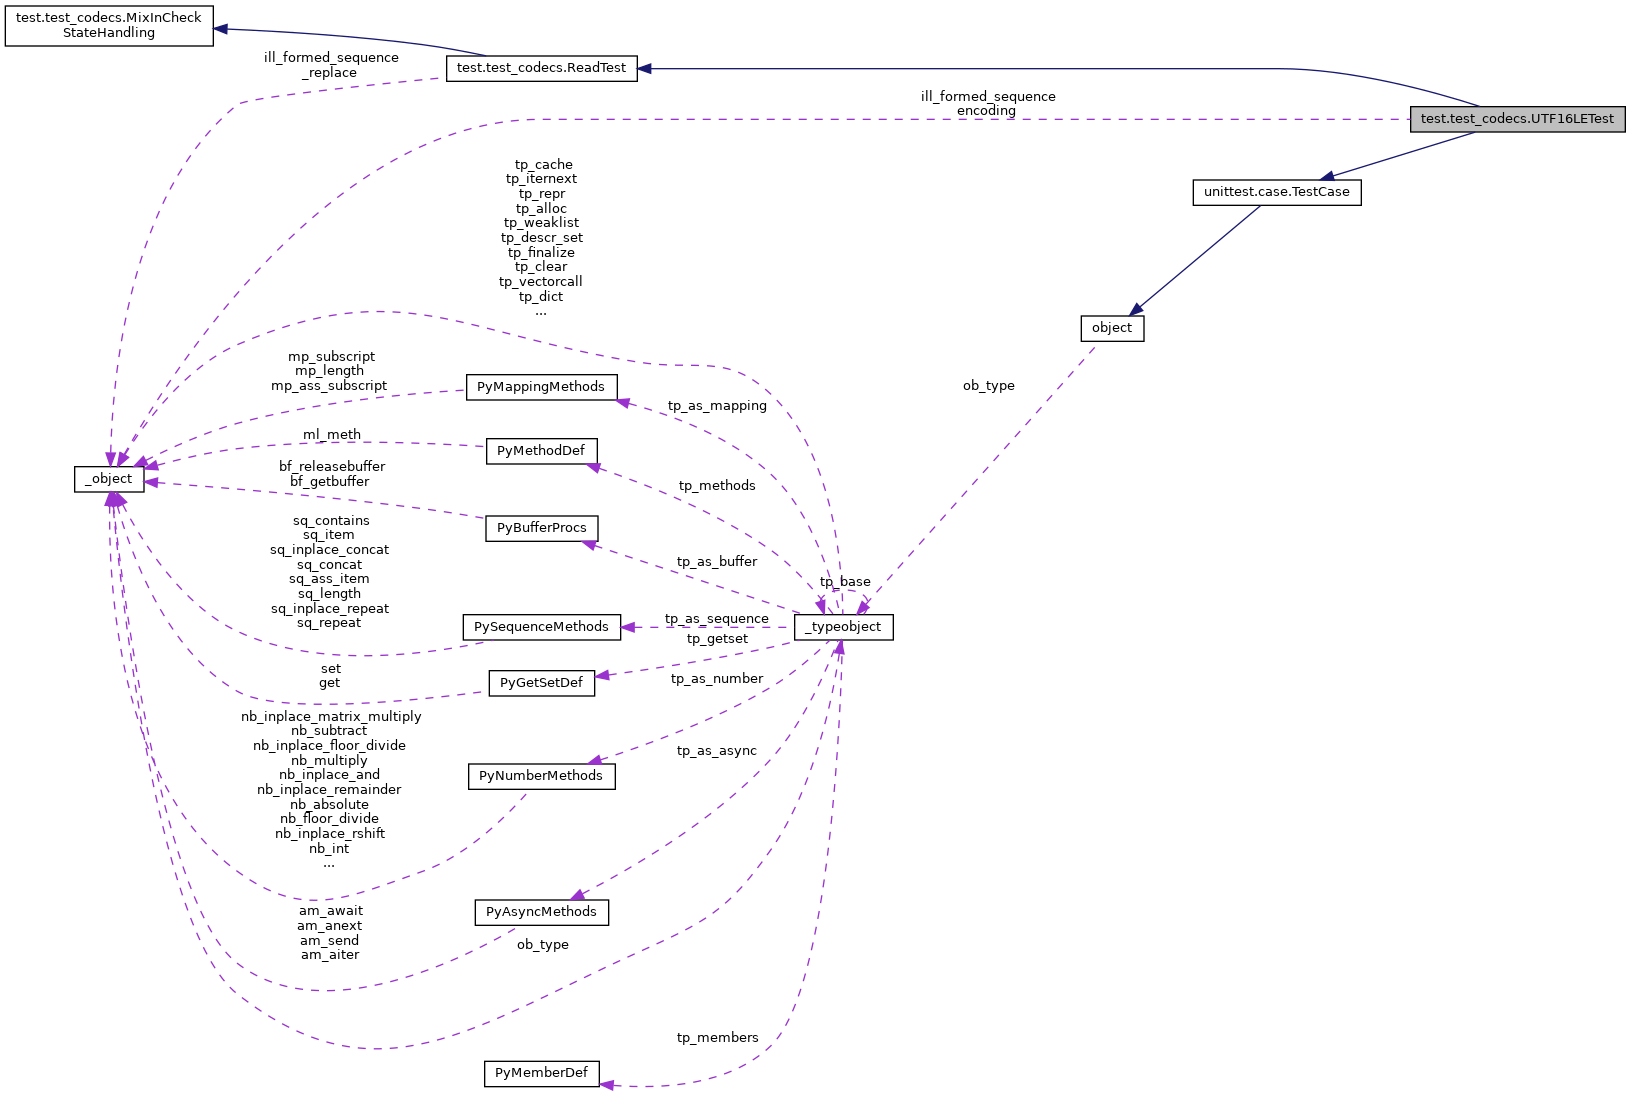 test.test_codecs.MixInCheck
StateHandling
ill_formed_sequence
_replace
test.test_codecs.ReadTest
ill_formed_sequence
encoding
test.test_codecs.UTF16LETest
tp_cache
tp_iternext
tp_repr
tp_alloc
tp_weaklist
tp_descr_set
tp_finalize
tp_clear
tp_vectorcall
tp_dict
...
unittest.case.TestCase
object
mp_subscript
mp_length
mp_ass_subscript
PyMappingMethods
tp_as_mapping
ob_type
ml_meth
PyMethodDef
tp_methods
_object
bf_releasebuffer
bf_getbuffer
PyBufferProcs
tp_as_buffer
sq_contains
sq_item
sq_inplace_concat
sq_concat
sq_ass_item
sq_length
sq_inplace_repeat
sq_repeat
PySequenceMethods
tp_as_sequence
tp_base
_typeobject
tp_getset
set
get
PyGetSetDef
tp_as_number
nb_inplace_matrix_multiply
nb_subtract
nb_inplace_floor_divide
nb_multiply
nb_inplace_and
nb_inplace_remainder
nb_absolute
nb_floor_divide
nb_inplace_rshift
nb_int
...
PyNumberMethods
tp_as_async
am_await
am_anext
am_send
am_aiter
PyAsyncMethods
ob_type
tp_members
PyMemberDef